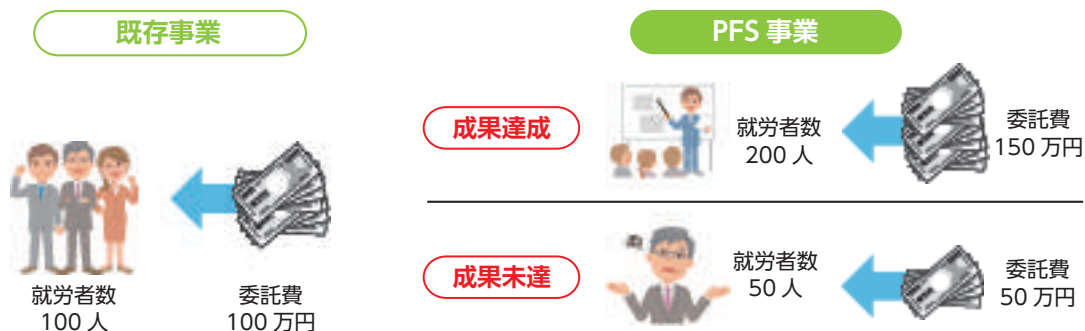 既存事業
就労者数
100 人
委託費
100 万円
PFS 事業
成果達成
就労者数
200 人
委託費
150 万円
成果未達
就労者数
50 人
委託費
50 万円